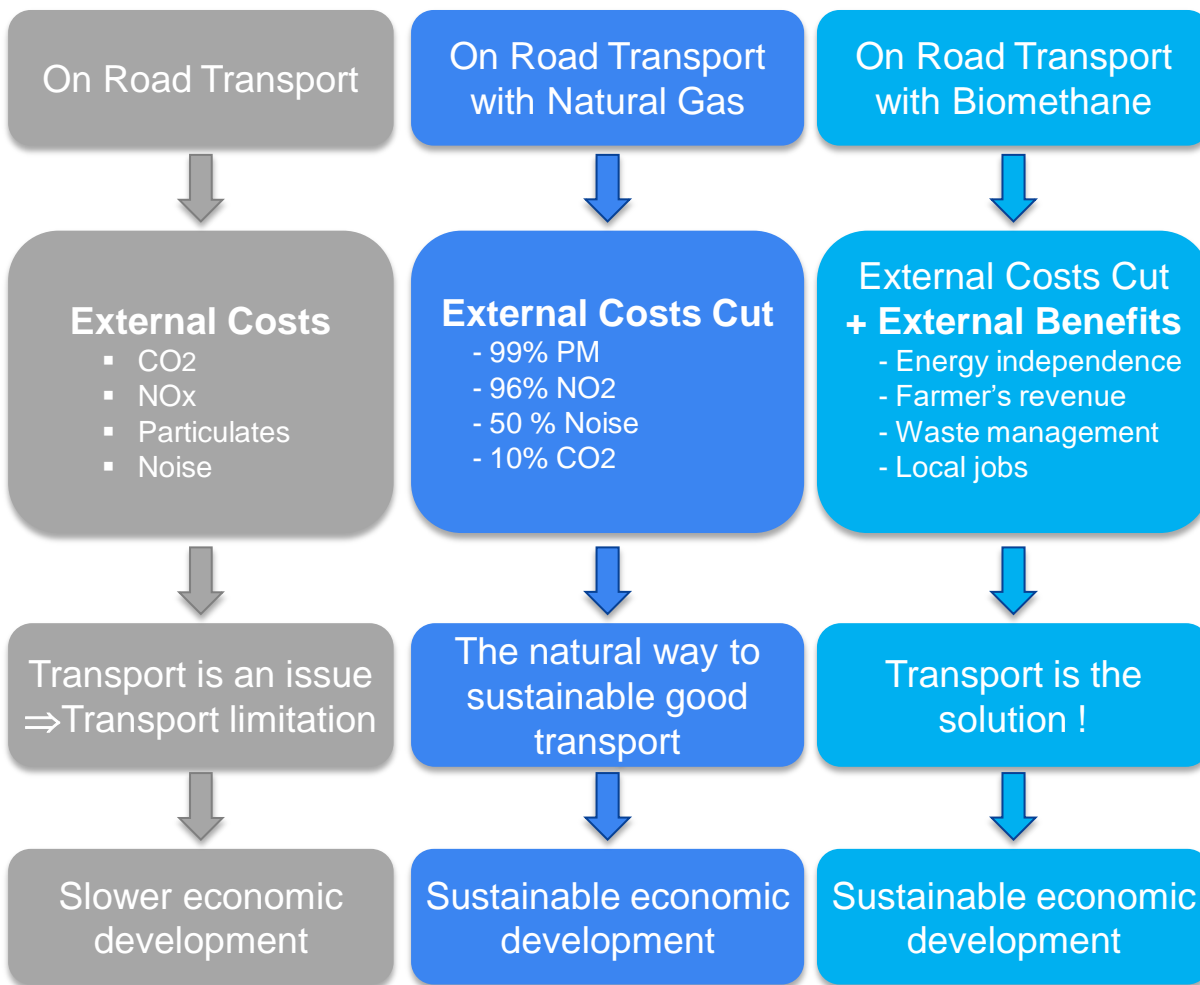 On Road Transport
External Costs
▪ CO2
▪ NOx
▪ Particulates
▪ Noise
Transport is an issue
⇒Transport limitation
Slower economic
development
On Road Transport
with Natural Gas
External Costs Cut
- 99% PM
- 96% NO2
- 50 % Noise
- 10% CO2
The natural way to
sustainable good
transport
Sustainable economic
development
On Road Transport
with Biomethane
External Costs Cut
+ External Benefits
- Energy independence
- Farmer's revenue
- Waste management
- Local jobs
Transport is the
solution !
Sustainable economic
development